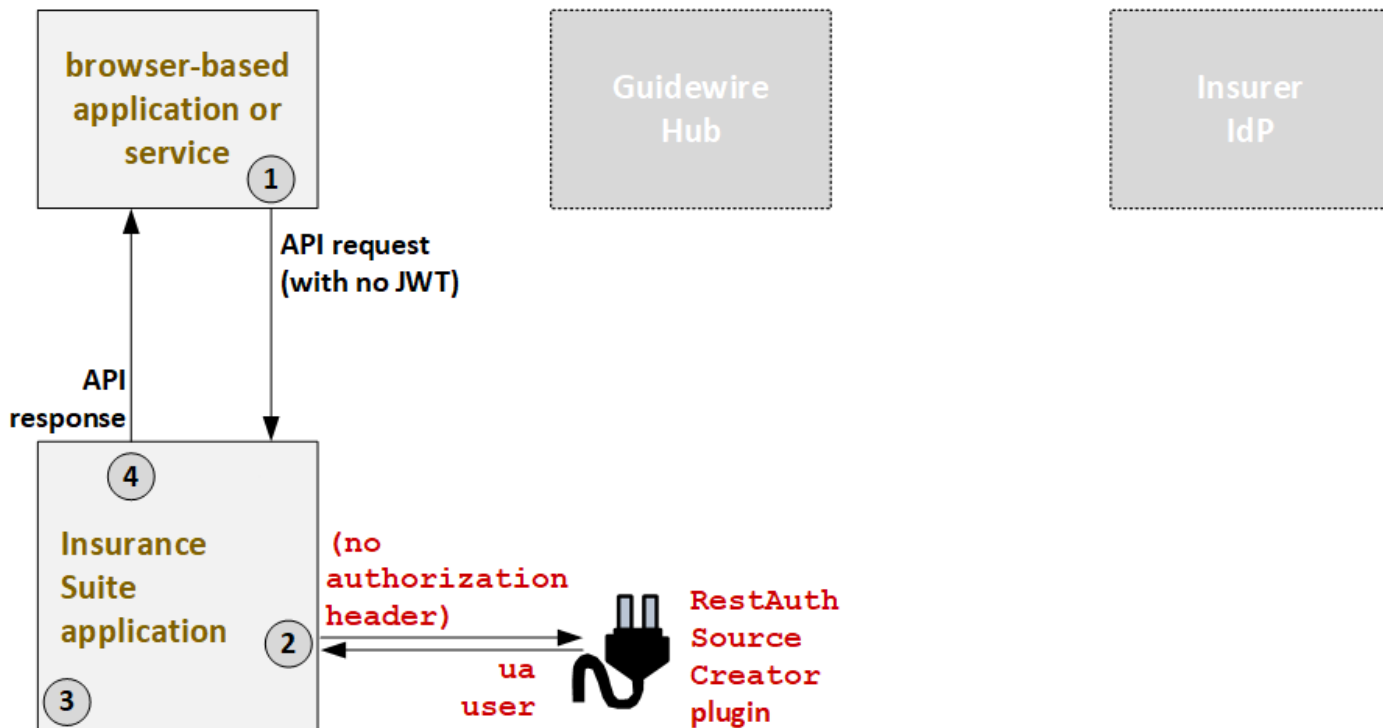 browser-based
application or
service
1
Guidewire
Hub
Insurer
IdP
API request
(with no JWT)
API
response
4
Insurance
Suite
application
2
3
(no
authorization
header)
ua
user
RestAuth
Source
Creator
plugin